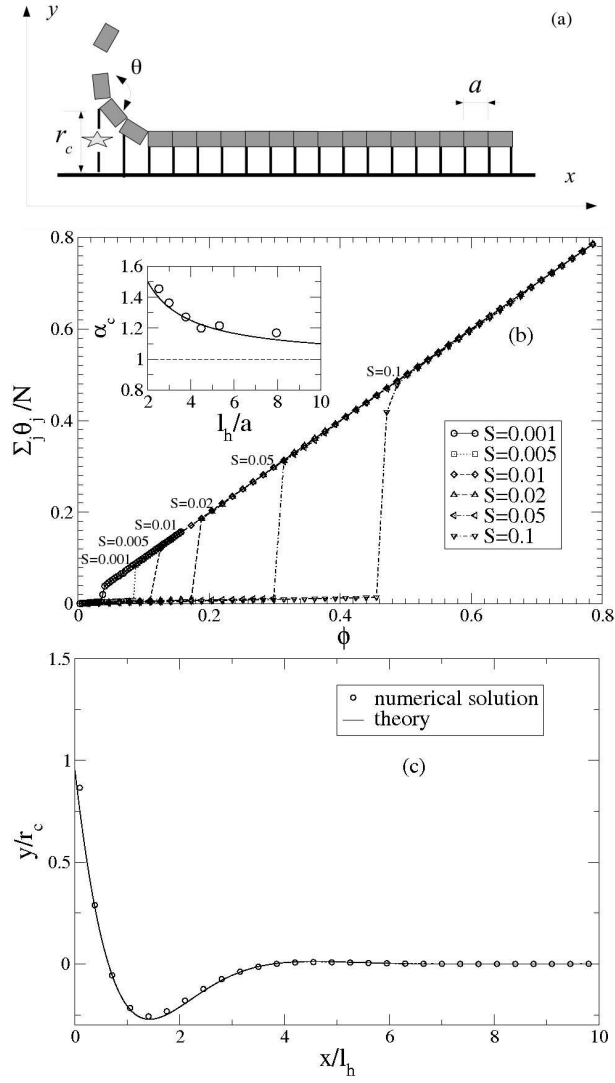 y
(a)
θ
a
r_c
x
0.8
0.6
0.4
0.2
0
Σ_jθ_j/N
1.6
1.4
1.2
1
0.8
α_c
2 4 6 8 10
l_h/a
(b)
S=0.1
S=0.05
S=0.02
S=0.01
S=0.005
S=0.001
S=0.001
S=0.005
S=0.01
S=0.02
S=0.05
S=0.1
0 0.2 0.4 0.6 0.8
ϕ
1.5
1
0.5
0
y/r_c
numerical solution
theory
(c)
0 2 4 6 8 10
x/l_h